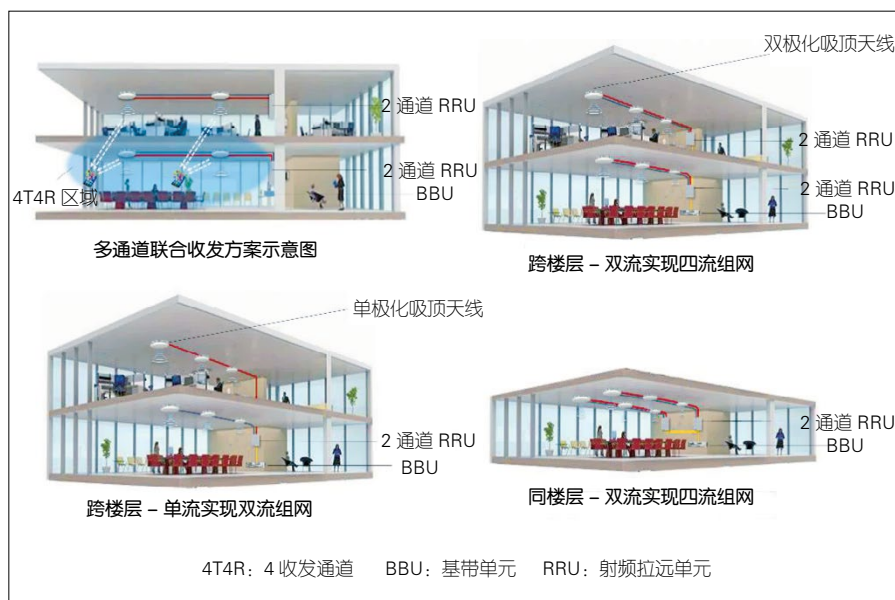 2 通道 RRU
2 通道 RRU
BBU
4T4R 区域
多通道联合收发方案示意图
双极化吸顶天线
2 通道 RRU
2 通道 RRU
BBU
跨楼层 – 双流实现四流组网
单极化吸顶天线
2 通道 RRU
BBU
跨楼层 – 单流实现双流组网
2 通道 RRU
BBU
同楼层 – 双流实现四流组网
4T4R：4 收发通道 BBU：基带单元 RRU：射频拉远单元